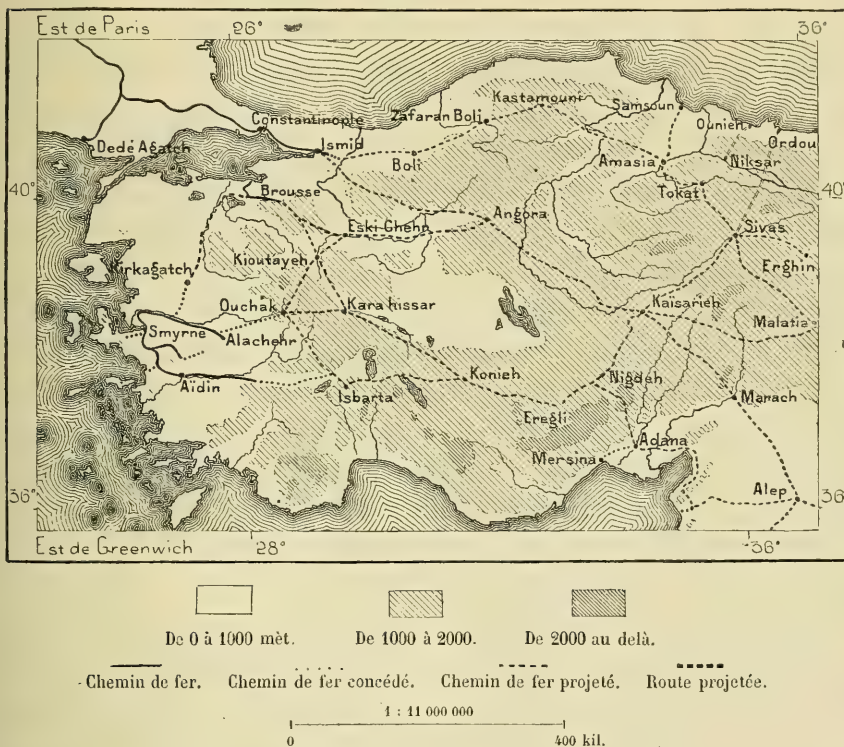 Est de Paris 26° 36°
Constantinople
Dedé Agatch
Ismid
Zafaran Boli
Kastamouni
Samsoun
Ounieh
Ordou
Boli
Amasia
Niksar
40°
Brousse
Tokat
40°
Eski Chehr
Angora
Sivas
Kirkagatch
Kioutayeh
Erghin
Ouchak
Kara hissar
Kaïsarieh
Malatia
Smyrne
Alachehr
Aïdin
Isbarta
Konieh
Nigdeh
Eregli
Marach
Mersina
Adana
Alep
36°
36°
Est de Greenwich 28° 36°
De 0 à 1000 mèt. De 1000 à 2000. De 2000 au delà.
Chemin de fer. Chemin de fer concédé. Chemin de fer projeté. Route projetée.
1 : 11 000 000
0 400 kil.